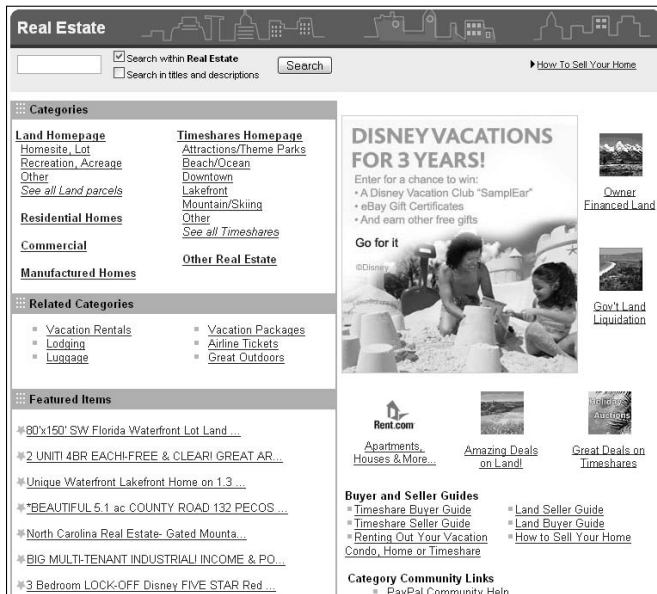 Real Estate
Search within Real Estate
Search in titles and descriptions
Search
How To Sell Your Home
Categories
Land Homepage
Homesite, Lot
Recreation, Acreage
Other
See all Land parcels
Residential Homes
Commercial
Manufactured Homes
Timeshares Homepage
Attractions/Theme Parks
Beach/Ocean
Downtown
Lakefront
Mountain/Skiing
Other
See all Timeshares
Other Real Estate
Related Categories
Vacation Rentals
Lodging
Luggage
Vacation Packages
Airline Tickets
Great Outdoors
Featured Items
80'x150' SW Florida Waterfront Lot Land ...
2 UNIT! 4BR EACH!-FREE & CLEAR! GREAT AR...
Unique Waterfront Lakefront Home on 1.3 ...
*BEAUTIFUL 5.1 ac COUNTY ROAD 132 PECOS ...
North Carolina Real Estate- Gated Mounta...
BIG MULTI-TENANT INDUSTRIAL! INCOME & PO...
3 Bedroom LOCK-OFF Disney FIVE STAR Red ...
DISNEY VACATIONS
FOR 3 YEARS!
Enter for a chance to win:
• A Disney Vacation Club "SamplEar"
• eBay Gift Certificates
• And earn other free gifts
Go for it
©Disney
Owner
Financed Land
Gov't Land
Liquidation
Rent.com
Apartments,
Houses & More...
Amazing Deals
on Land!
Holiday
Auctions
Great Deals on
Timeshares
Buyer and Seller Guides
Timeshare Buyer Guide
Timeshare Seller Guide
Renting Out Your Vacation
Condo, Home or Timeshare
Land Seller Guide
Land Buyer Guide
How to Sell Your Home
Category Community Links
PayPal Community Help